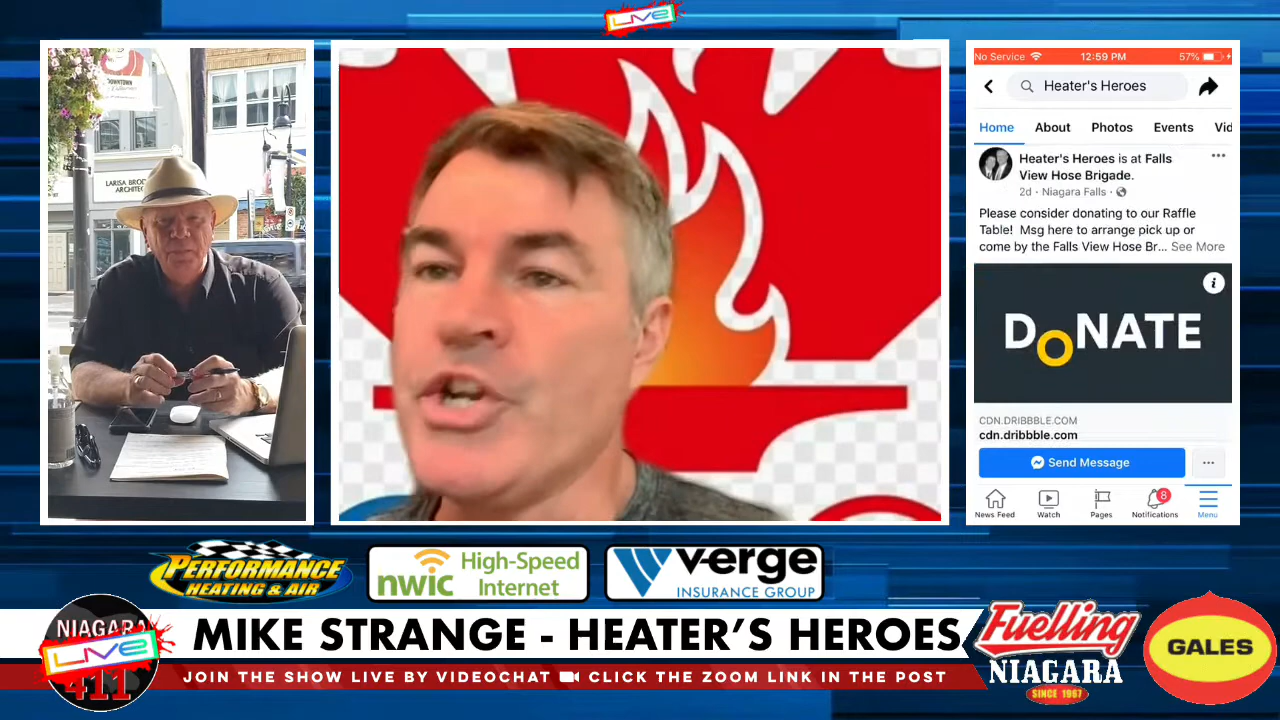 LIVE
DOWNTOWN
LARISA BROD
ARCHITEC
No Service
12:59 PM
57%
Heater's Heroes
Home
About
Photos
Events
Vid
Heater's Heroes is at Falls
View Hose Brigade.
2d · Niagara Falls ·
Please consider donating to our Raffle
Table! Msg here to arrange pick up or
come by the Falls View Hose Br... See More
DONATE
CDN.DRIBBBLE.COM
cdn.dribbble.com
Send Message
News Feed
Watch
Pages
8
Notifications
Menu
PERFORMANCE
HEATING & AIR
nwic
High-Speed
Internet
verge
INSURANCE GROUP
NIAGARA
LIVE
411
MIKE STRANGE - HEATER'S HEROES
JOIN THE SHOW LIVE BY VIDEOCHAT CLICK THE ZOOM LINK IN THE POST
Fuelling
NIAGARA
SINCE 1967
GALES